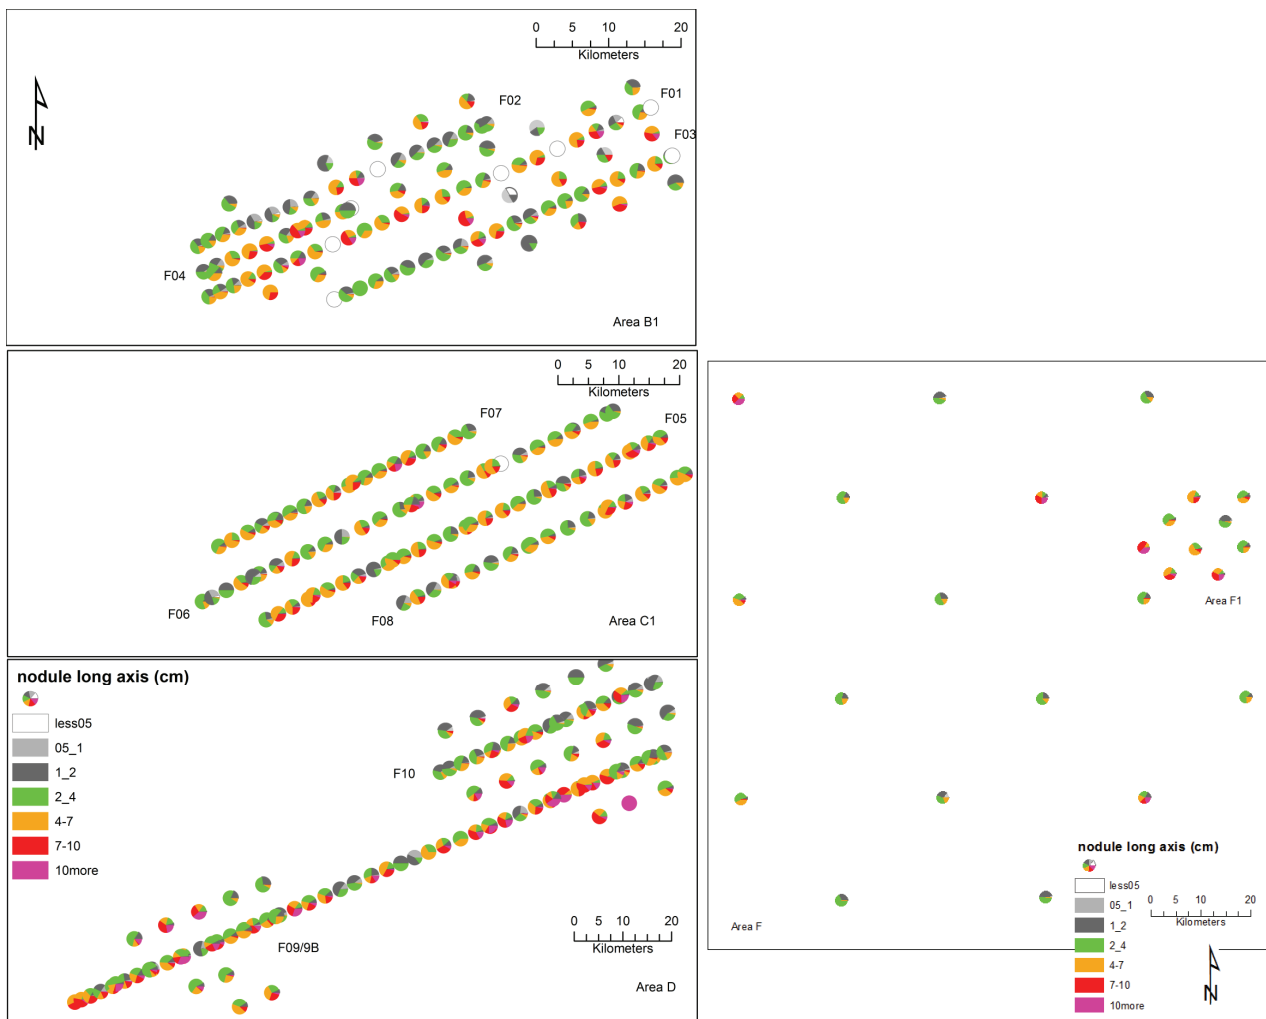 0 5 10 20
Kilometers
N
F02
F01
F03
F04
Area B1
0 5 10 20
Kilometers
F07
F05
F06
F08
Area C1
nodule long axis (cm)
less05
05_1
1_2
2_4
4-7
7-10
10more
F10
F09/9B
0 5 10 20
Kilometers
Area D
Area F1
Area F
nodule long axis (cm)
less05
05_1
1_2
2_4
4-7
7-10
10more
0 5 10 20
Kilometers
N